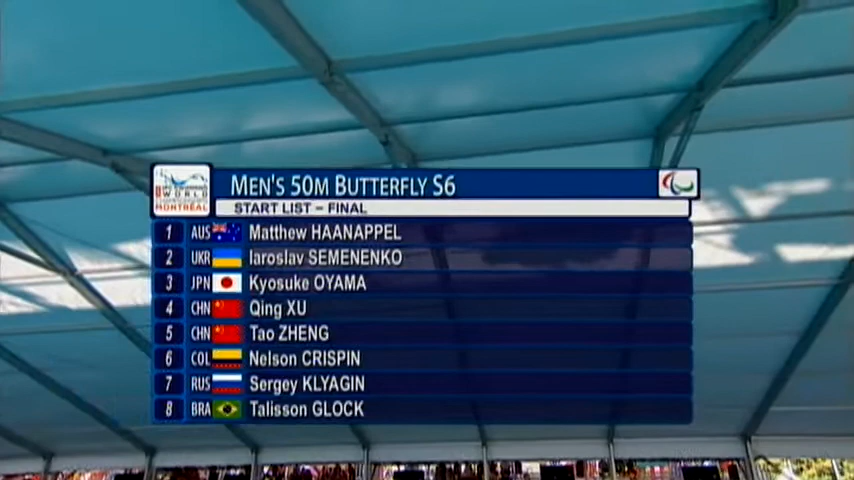 WORLD
MONTREAL
MEN'S 50M BUTTERFLY S6
START LIST – FINAL
1 AUS Matthew HAANAPPEL
2 UKR Iaroslav SEMENENKO
3 JPN Kyosuke OYAMA
4 CHN Qing XU
5 CHN Tao ZHENG
6 COL Nelson CRISPIN
7 RUS Sergey KLYAGIN
8 BRA Talisson GLOCK